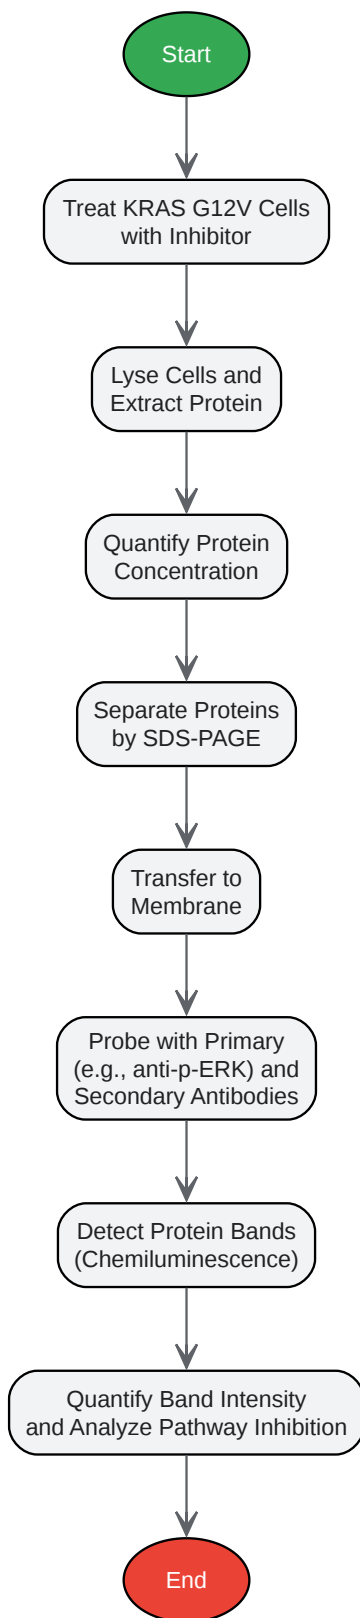 Start
Treat KRAS G12V Cells
with Inhibitor
Lyse Cells and
Extract Protein
Quantify Protein
Concentration
Separate Proteins
by SDS-PAGE
Transfer to
Membrane
Probe with Primary
(e.g., anti-p-ERK) and
Secondary Antibodies
Detect Protein Bands
(Chemiluminescence)
Quantify Band Intensity
and Analyze Pathway Inhibition
End